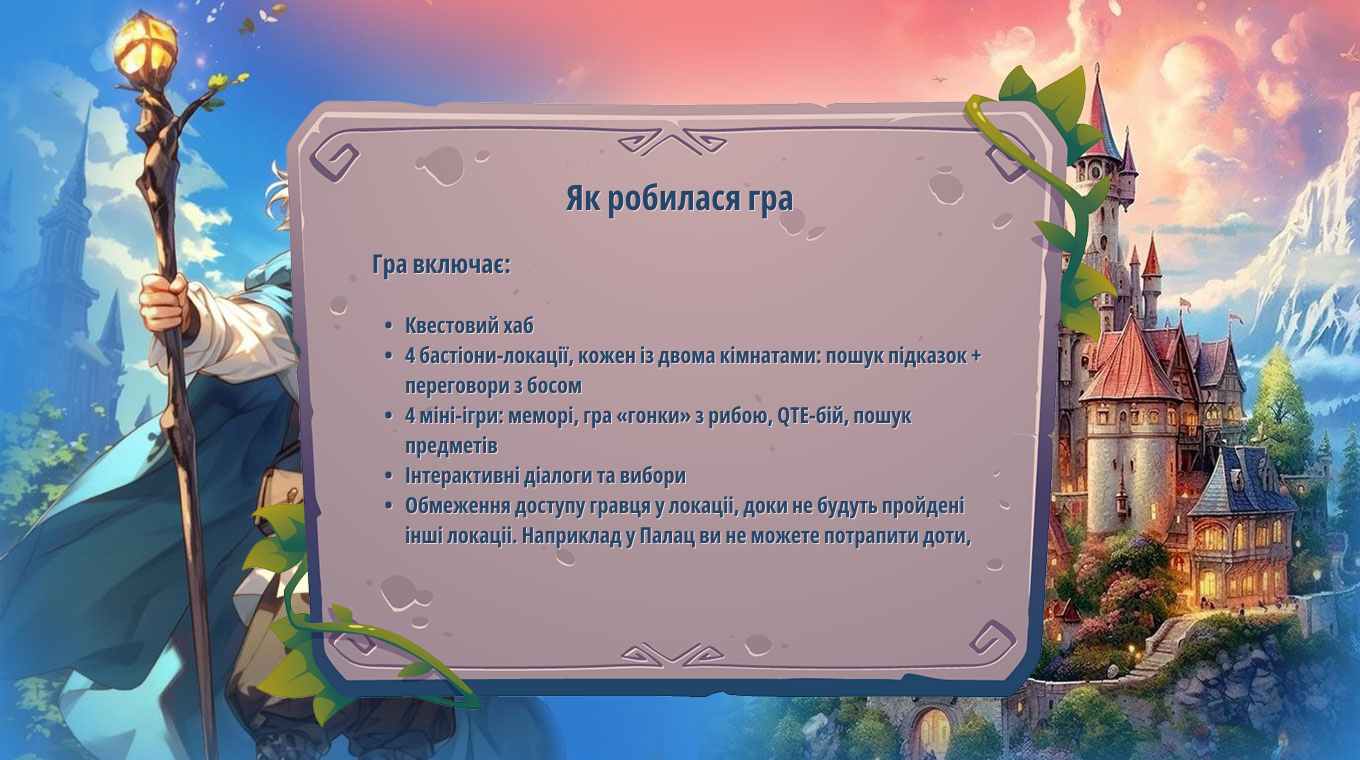 Як робилася гра
Гра включає:
• Квестовий хаб
• 4 бастіони-локації, кожен із двома кімнатами: пошук підказок +
переговори з босом
• 4 міні-ігри: меморі, гра «гонки» з рибою, QTE-бій, пошук
предметів
• Інтерактивні діалоги та вибори
• Обмеження доступу гравця у локації, доки не будуть пройдені
інші локації. Наприклад у Палац ви не можете потрапити доти,